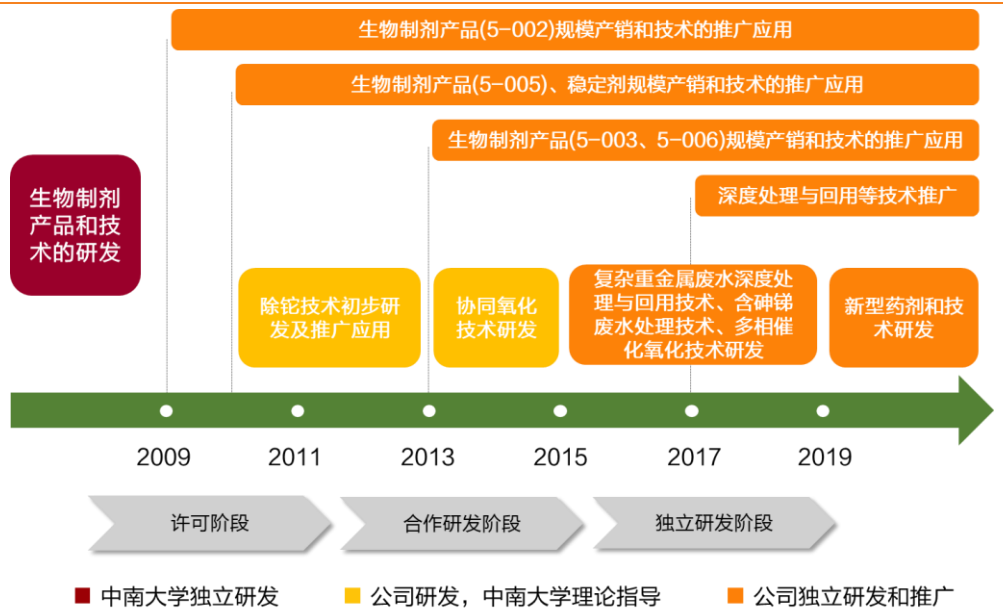 生物制剂产品(5-002)规模产销和技术的推广应用
生物制剂产品(5-005)、稳定剂规模产销和技术的推广应用
生物制剂产品(5-003、5-006)规模产销和技术的推广应用
深度处理与回用等技术推广
生物制剂
产品和技
术的研发
除铊技术初步研
发及推广应用
协同氧化
技术研发
复杂重金属废水深度处
理与回用技术、含砷锑
废水处理技术、多相催
化氧化技术研发
新型药剂和技
术研发
2009
2011
2013
2015
2017
2019
许可阶段
合作研发阶段
独立研发阶段
中南大学独立研发
公司研发，中南大学理论指导
公司独立研发和推广